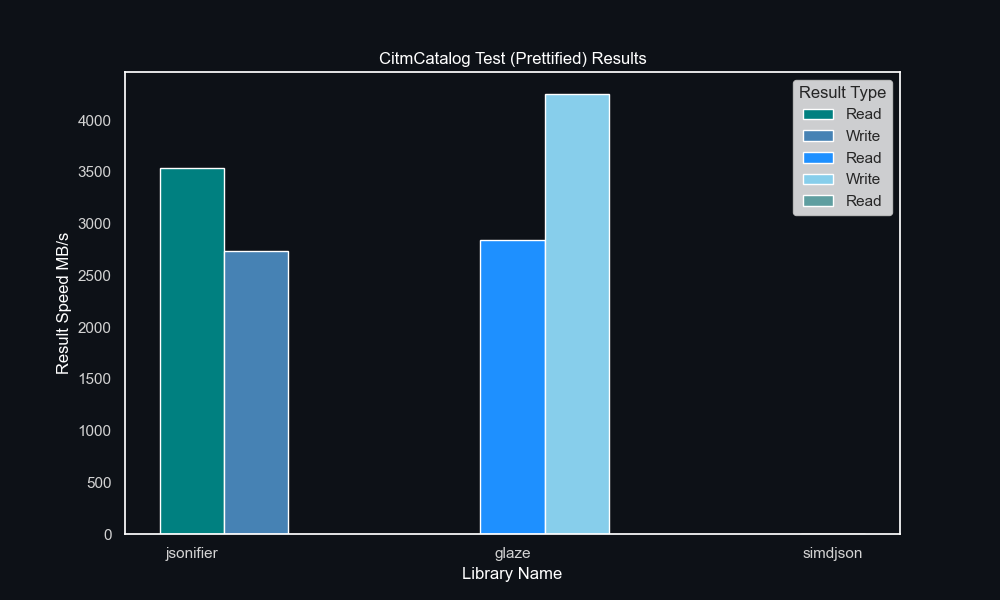 CitmCatalog Test (Prettified) Results
Result Type
Read
Write
Read
Write
Read
4000
3500
3000
2500
2000
1500
1000
500
0
Result Speed MB/s
jsonifier glaze simdjson
Library Name